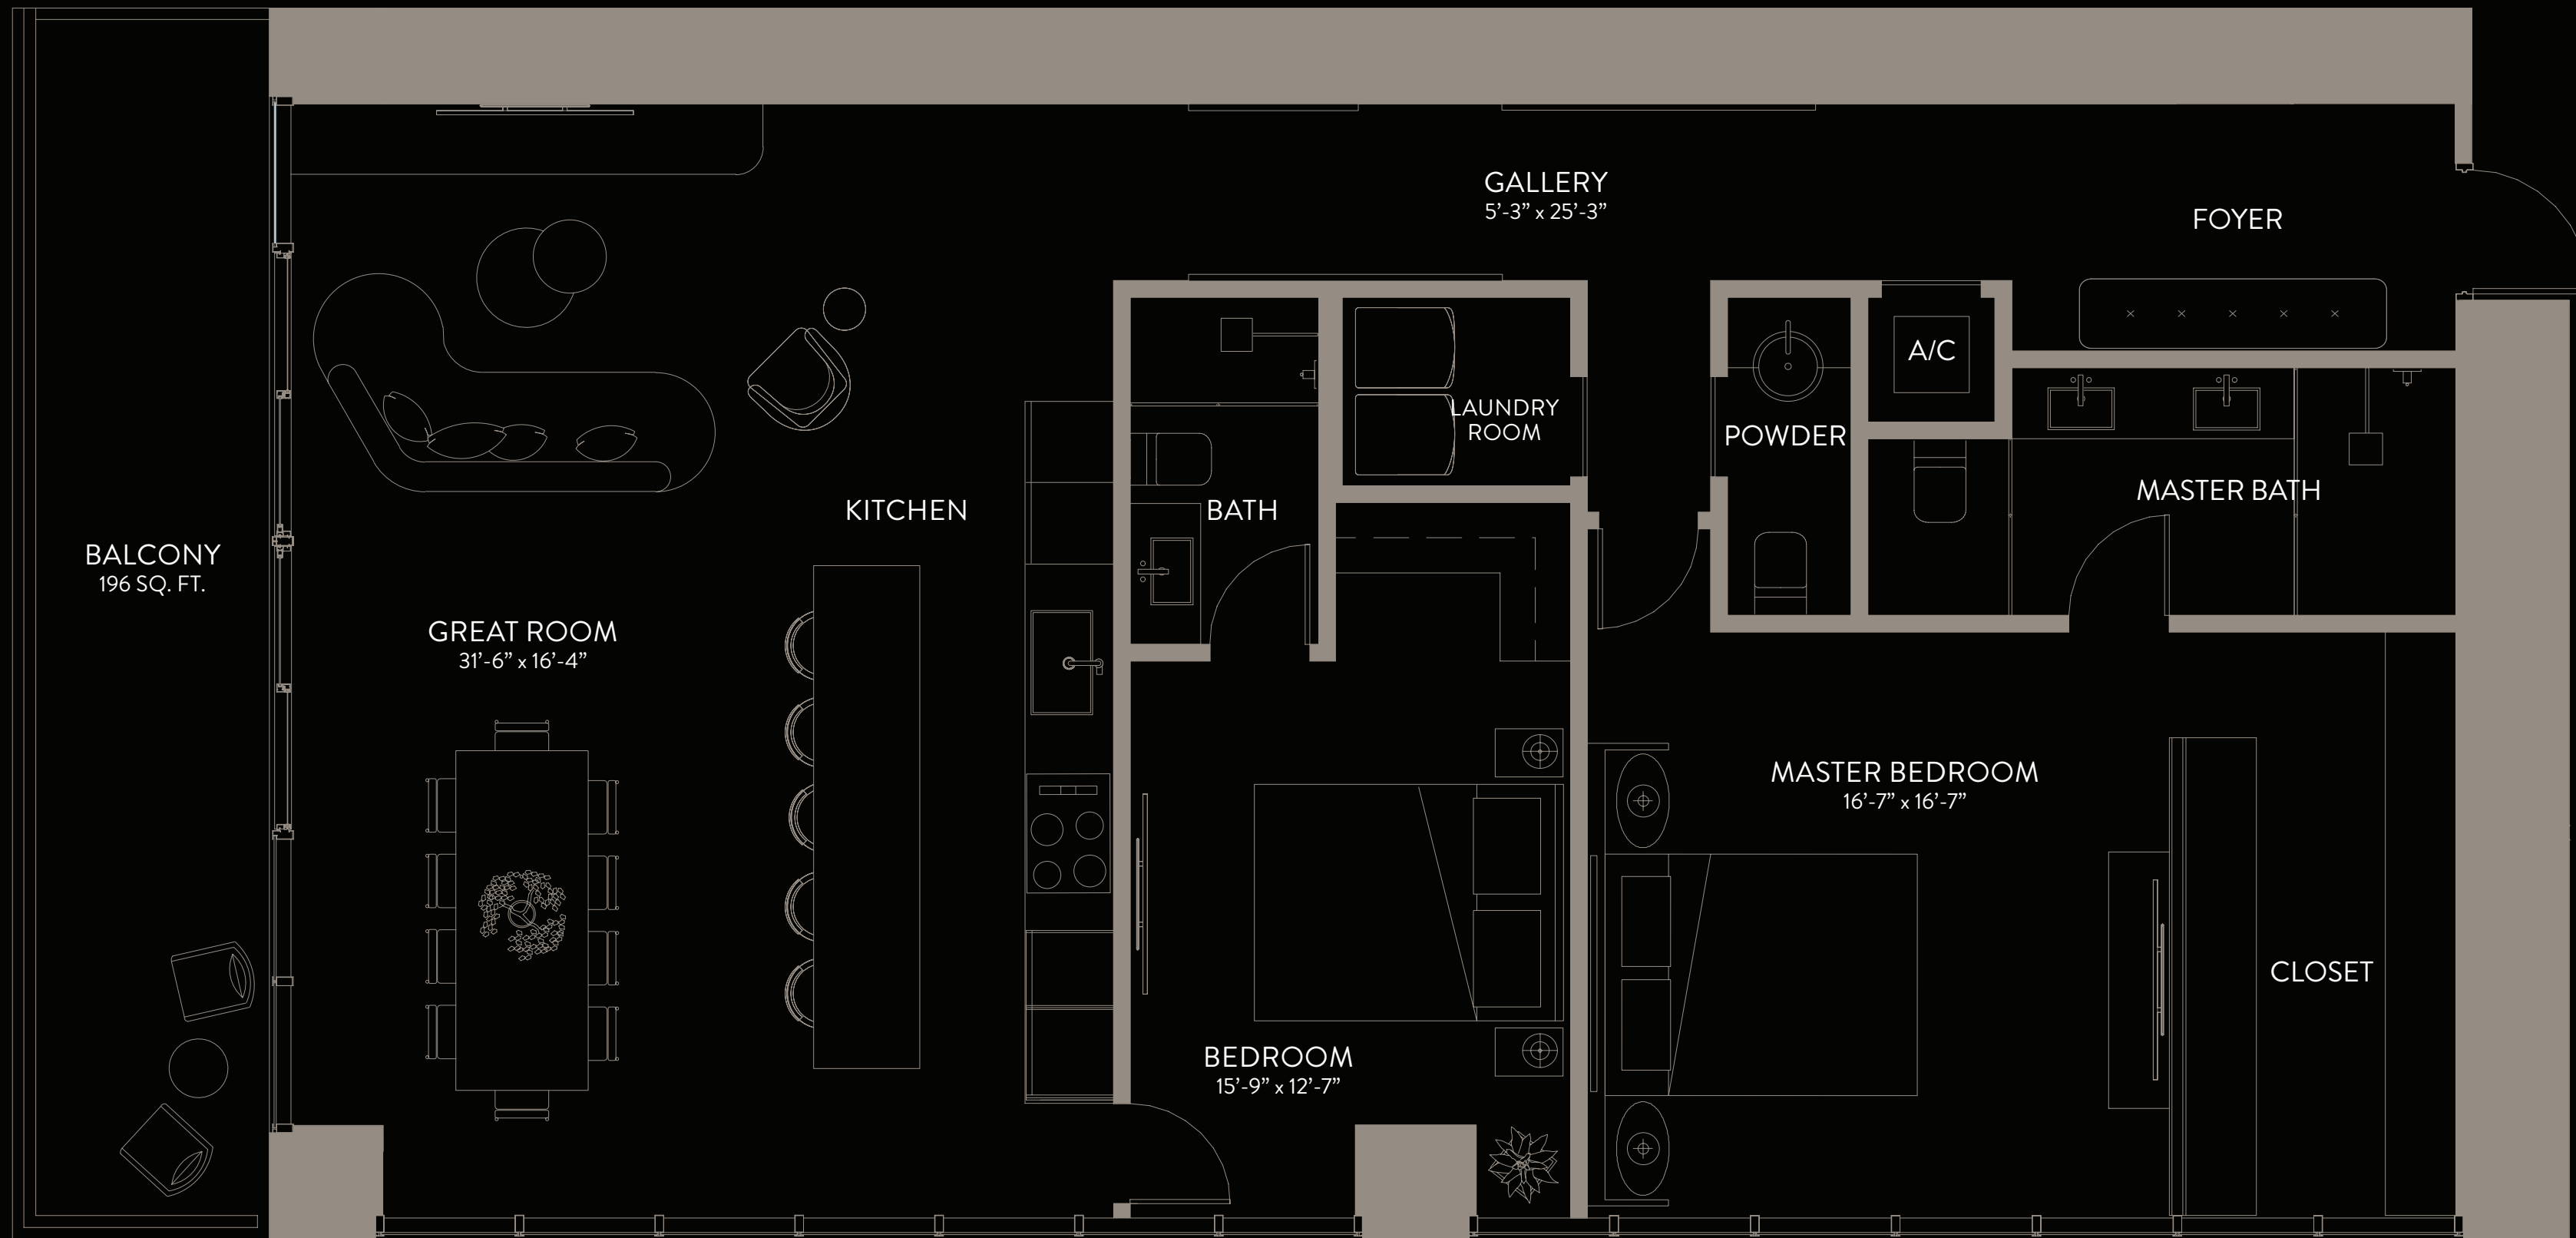 GALLERY
5’-3” x 25’-3”
FOYER
A/C
LAUNDRY
ROOM
POWDER
MASTER BATH
KITCHEN
BATH
BALCONY
196 SQ. FT.
GREAT ROOM
31’-6” x 16’-4”
MASTER BEDROOM
16’-7” x 16’-7”
CLOSET
BEDROOM
15’-9” x 12’-7”